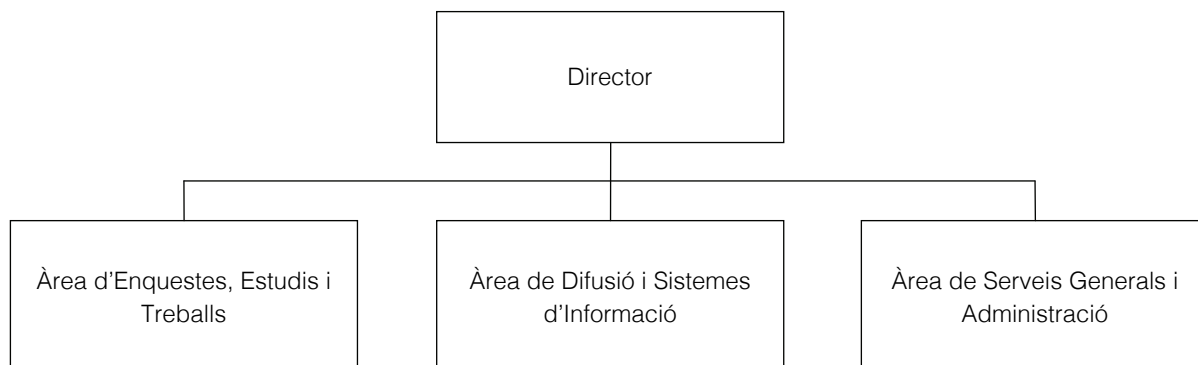 Director
Àrea d’Enquestes, Estudis i
Treballs
Àrea de Difusió i Sistemes
d’Informació
Àrea de Serveis Generals i
Administració